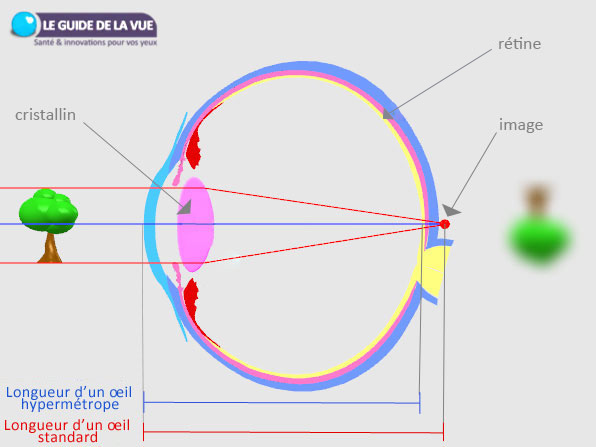 LE GUIDE DE LA VUE
Santé & innovations pour vos yeux
rétine
cristallin
image
Longueur d'un œil
hypermétrope
Longueur d'un œil
standard